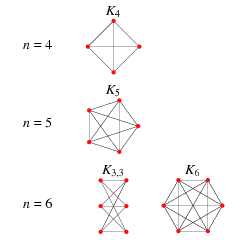 K₄
n = 4
K₅
n = 5
K₃,₃ K₆
n = 6